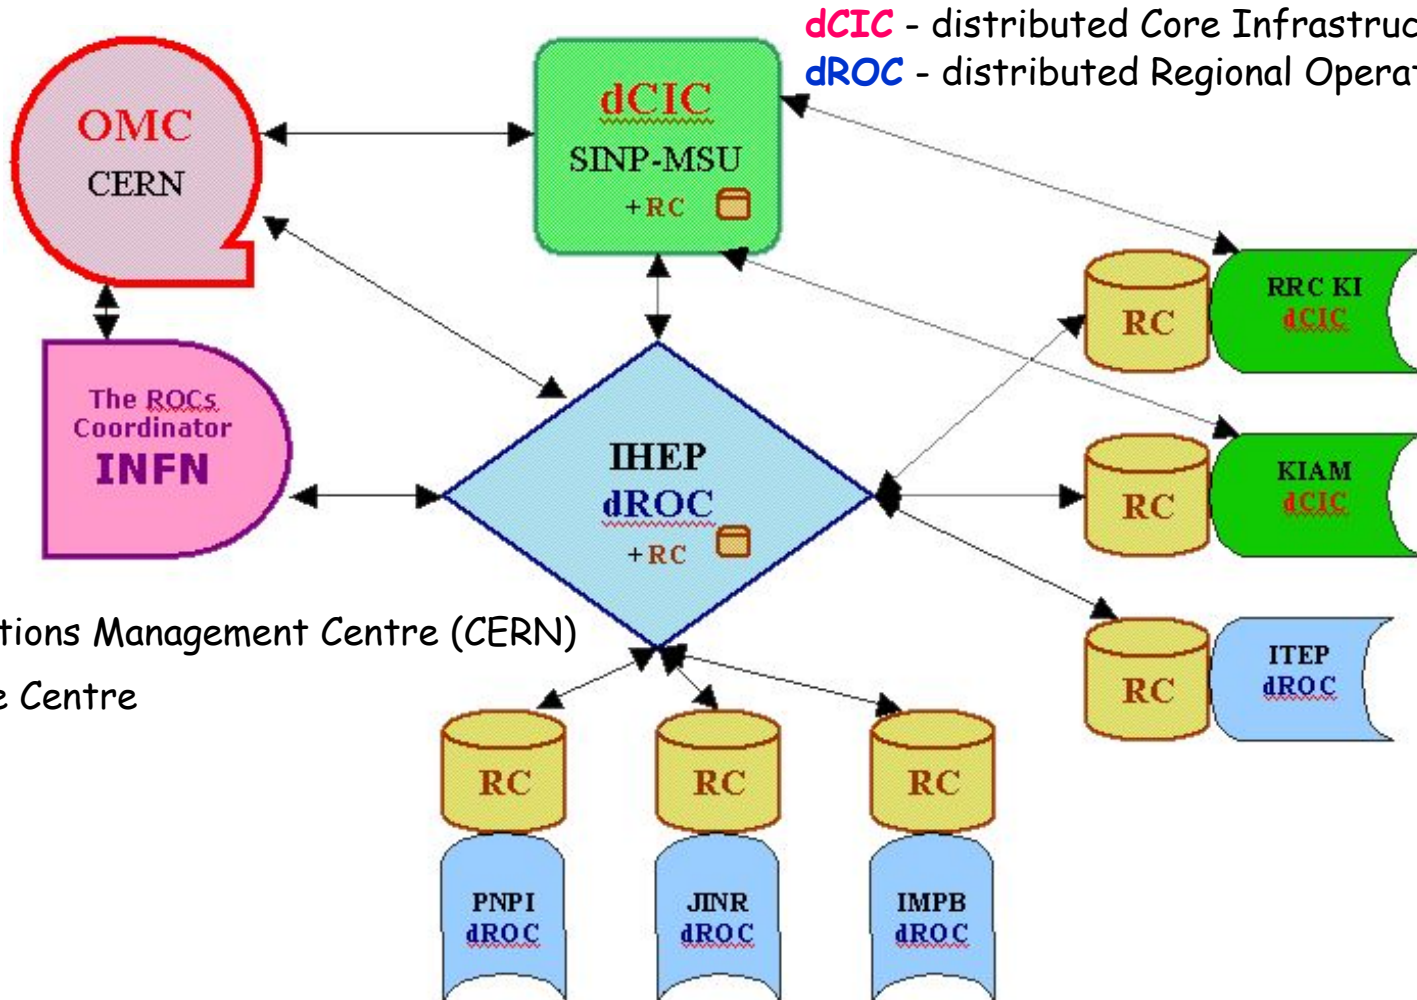 dCIC - distributed Core Infrastruc
dROC - distributed Regional Opera
OMC
CERN
dCIC
SINP-MSU
+RC
RRC KI
dCIC
RC
The ROCs
Coordinator
INFN
IHEP
dROC
+RC
KIAM
dCIC
RC
tions Management Centre (CERN)
e Centre
ITEP
dROC
RC
RC
RC
RC
PNPI
dROC
JINR
dROC
IMPB
dROC